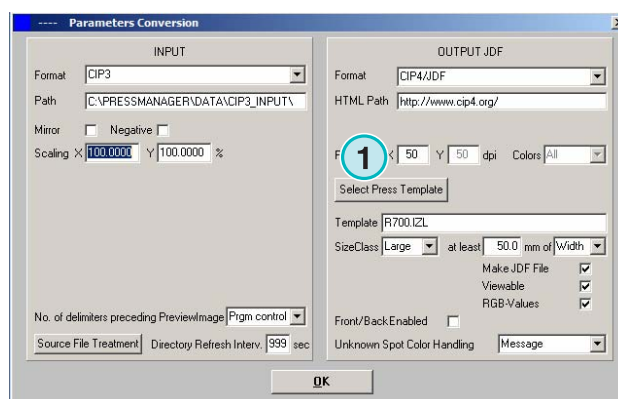 ---- Parameters Conversion
INPUT
Format CIP3
Path C:\PRESSMANAGER\DATA\CIP3_INPUT\
Mirror Negative
Scaling X 100.0000 Y 100.0000 %
No. of delimiters preceding PreviewImage Prgm control
Source File Treatment Directory Refresh Interv. 999 sec
OUTPUT JDF
Format CIP4/JDF
HTML Path http://www.cip4.org/
1 50 Y 50 dpi Colors All
Select Press Template
Template R700.IZL
SizeClass Large at least 50.0 mm of Width
Make JDF File
Viewable
RGB-Values
Front/Back Enabled
Unknown Spot Color Handling Message
OK